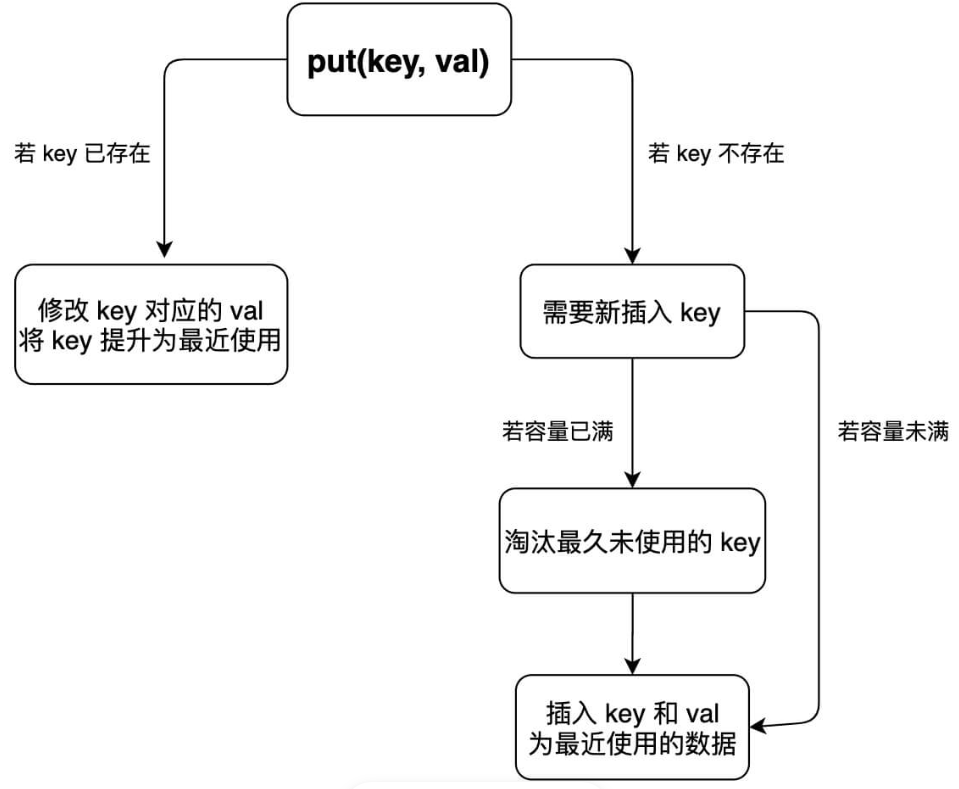 put(key, val)
若 key 已存在
若 key 不存在
修改 key 对应的 val
将 key 提升为最近使用
需要新插入 key
若容量已满
若容量未满
淘汰最久未使用的 key
插入 key 和 val
为最近使用的数据